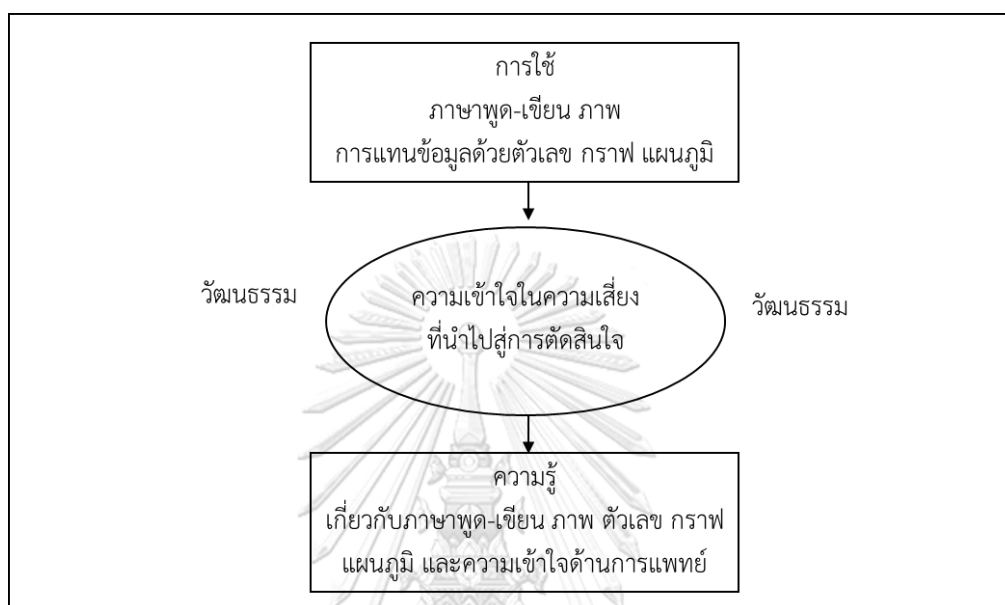 การใช้
ภาษาพูด-เขียน ภาพ
การแทนข้อมูลด้วยตัวเลข กราฟ แผนภูมิ
วัฒนธรรม
ความเข้าใจในความเสี่ยง
ที่นำไปสู่การตัดสินใจ
วัฒนธรรม
ความรู้
เกี่ยวกับภาษาพูด-เขียน ภาพ ตัวเลข กราฟ
แผนภูมิ และความเข้าใจด้านการแพทย์